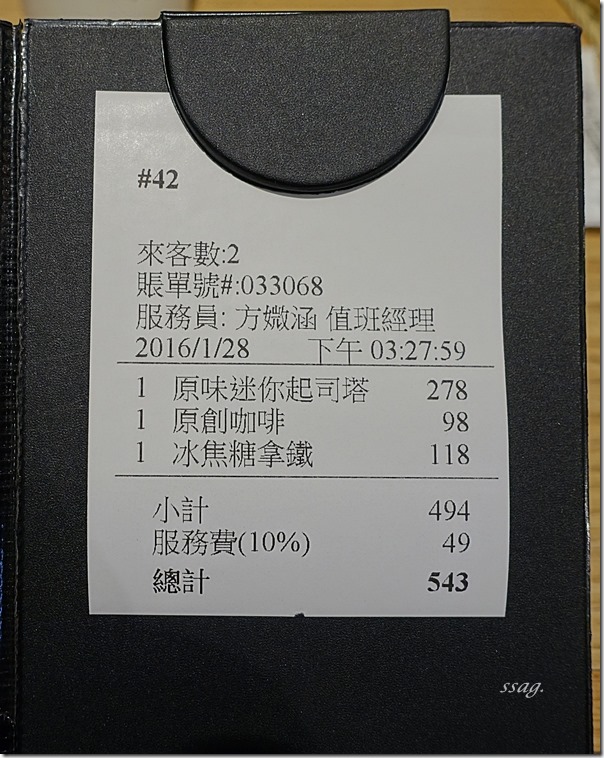 #42
來客數:2
賬單號#:033068
服務員: 方媺涵 值班經理
2016/1/28 下午 03:27:59
1 原味迷你起司塔 278
1 原創咖啡 98
1 冰焦糖拿鐵 118
小計 494
服務費(10%) 49
總計 543
ssag.